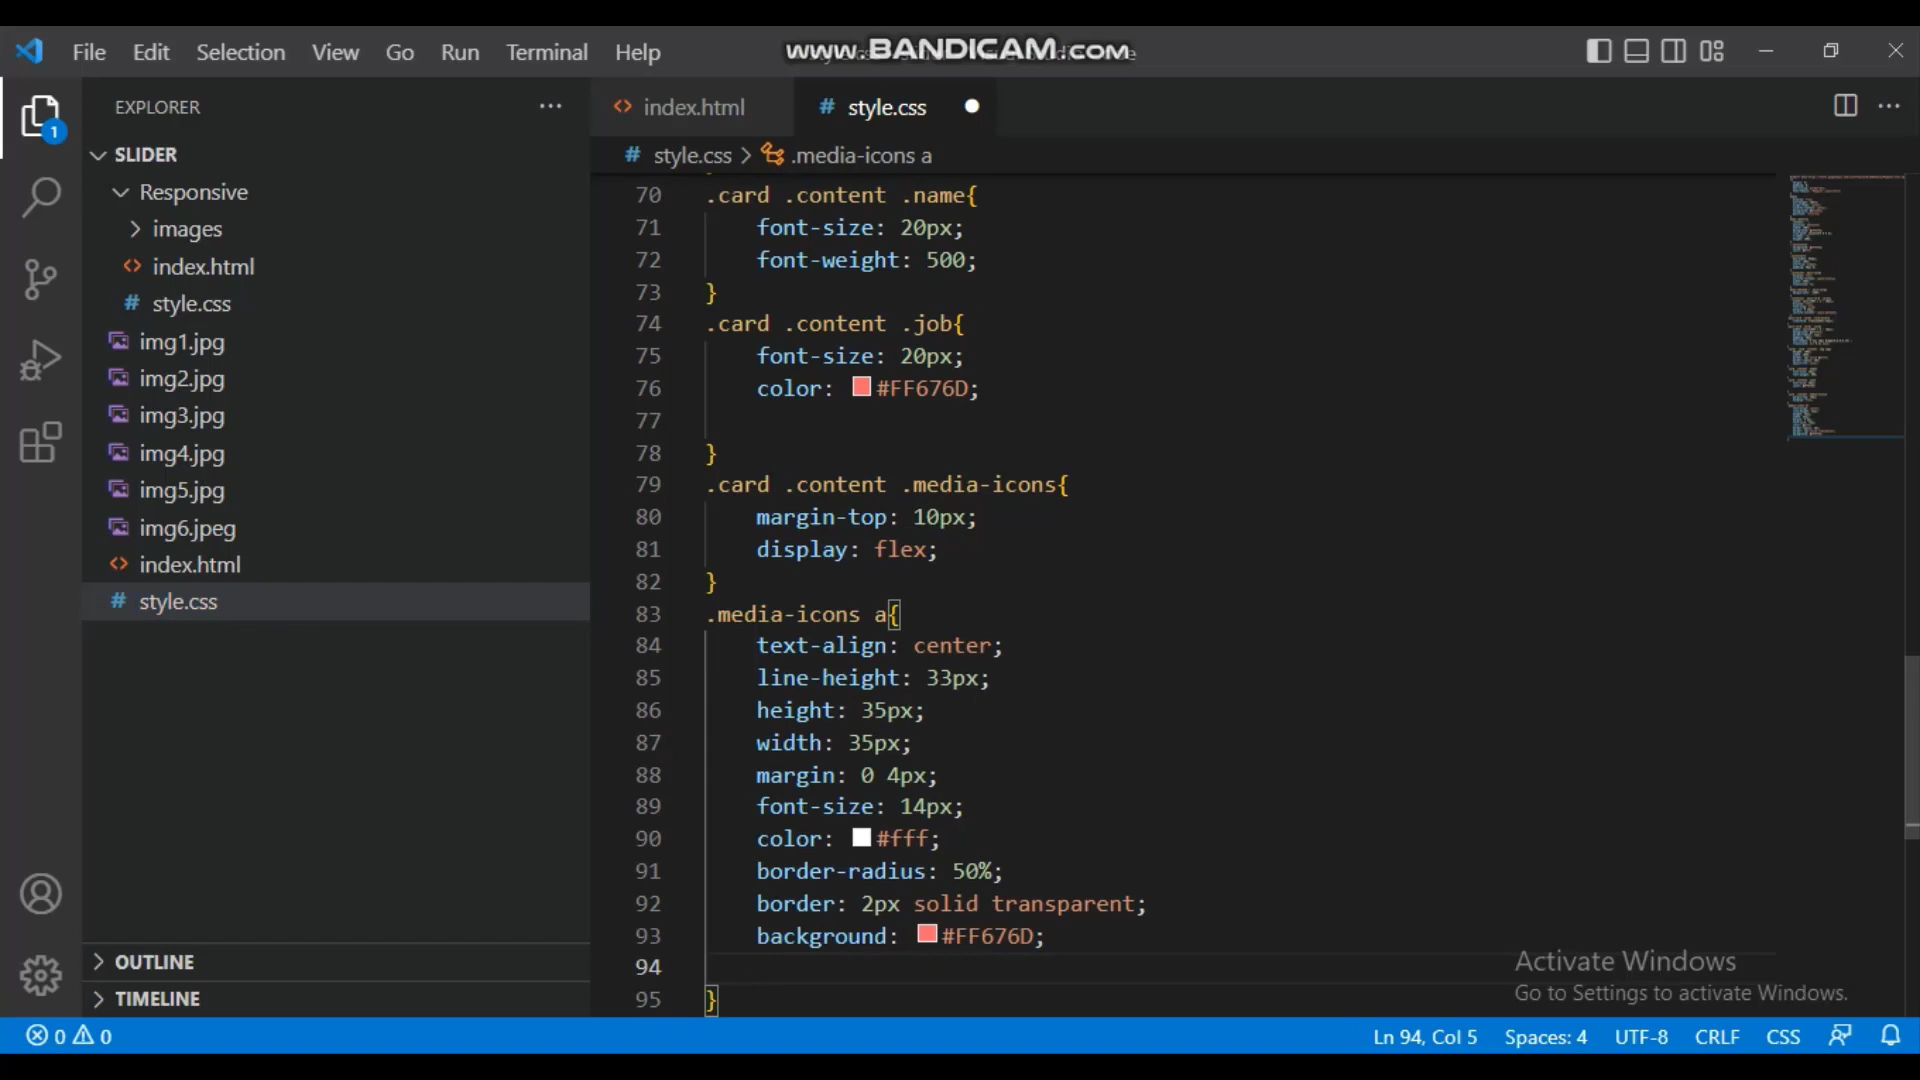 File Edit Selection View Go Run Terminal Help
www.BANDICAM.com
EXPLORER
SLIDER
Responsive
images
index.html
style.css
img1.jpg
img2.jpg
img3.jpg
img4.jpg
img5.jpg
img6.jpeg
index.html
style.css
OUTLINE
TIMELINE
index.html
style.css
style.css > .media-icons a
70 .card .content .name{
71 font-size: 20px;
72 font-weight: 500;
73 }
74 .card .content .job{
75 font-size: 20px;
76 color: #FF676D;
77
78 }
79 .card .content .media-icons{
80 margin-top: 10px;
81 display: flex;
82 }
83 .media-icons a{
84 text-align: center;
85 line-height: 33px;
86 height: 35px;
87 width: 35px;
88 margin: 0 4px;
89 font-size: 14px;
90 color: #fff;
91 border-radius: 50%;
92 border: 2px solid transparent;
93 background: #FF676D;
94
95 }
Activate Windows
Go to Settings to activate Windows.
1
0 0
Ln 94, Col 5 Spaces: 4 UTF-8 CRLF CSS